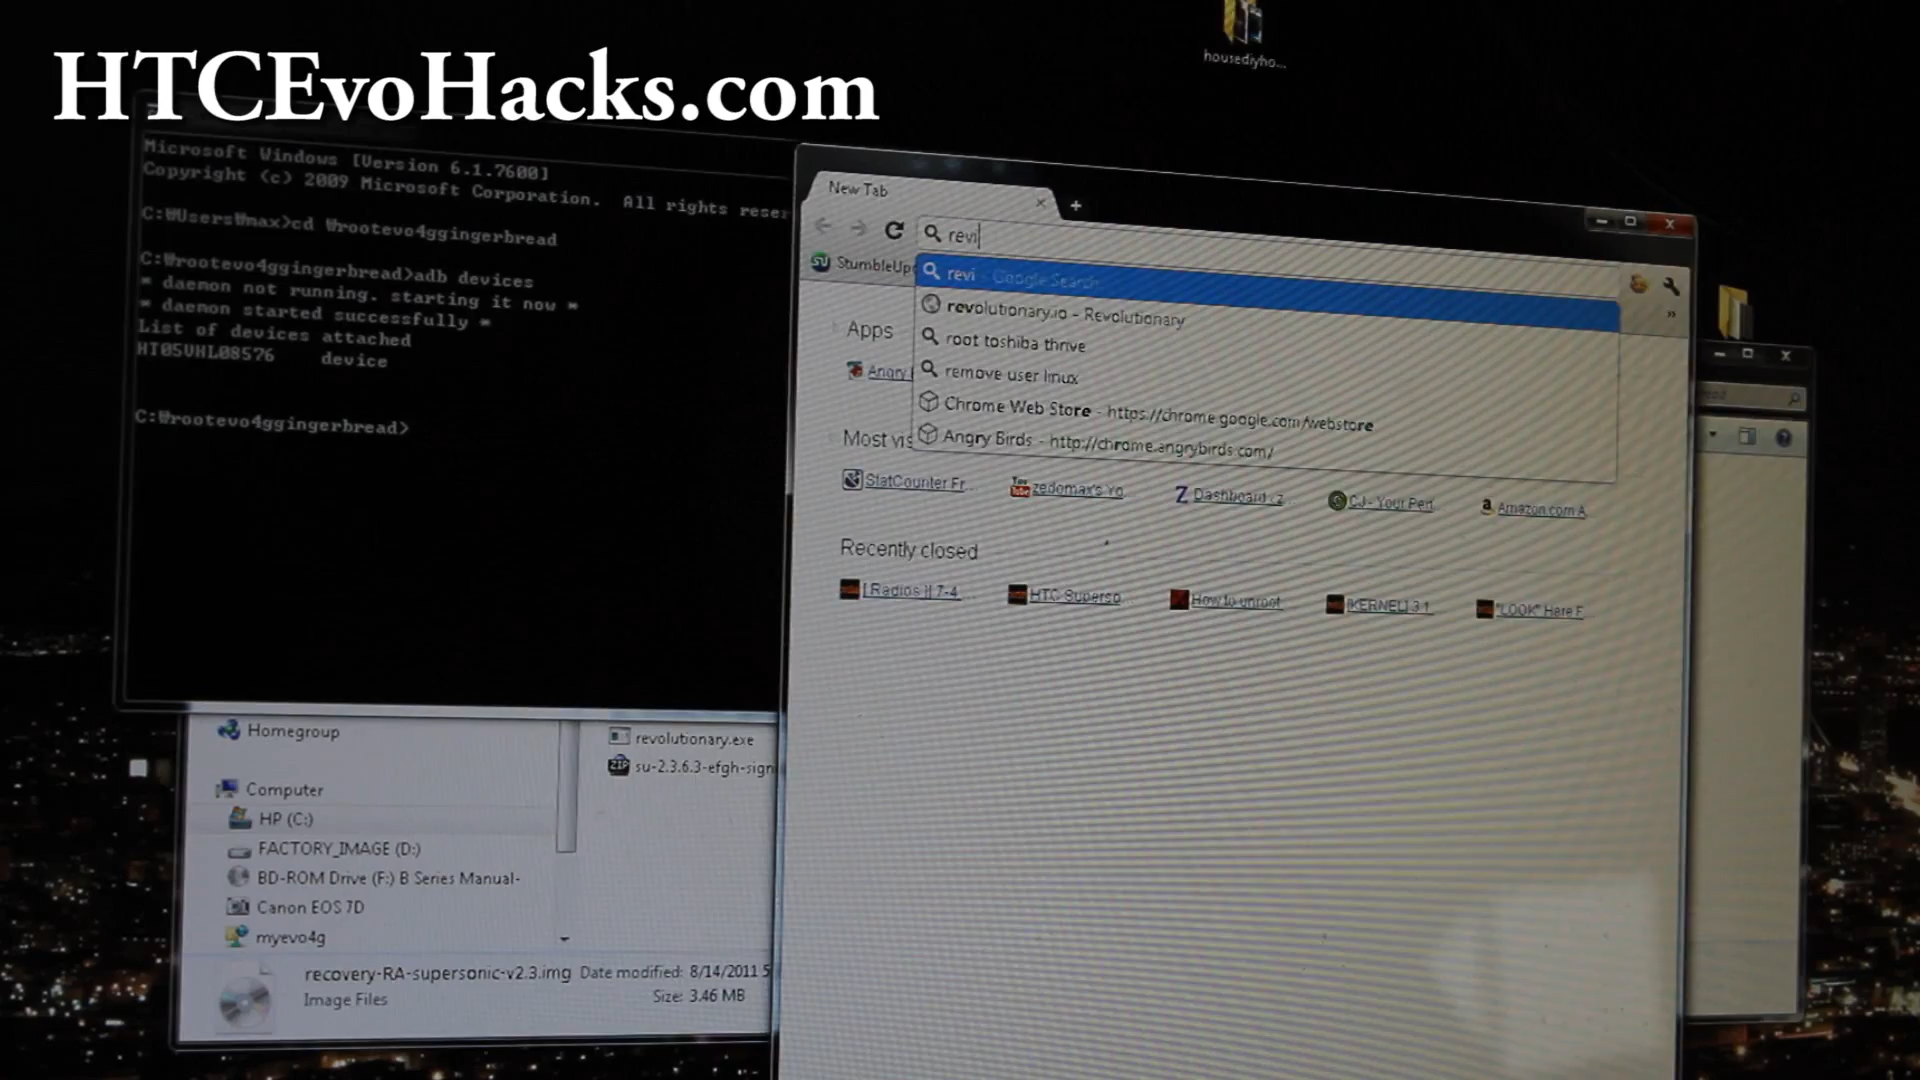 HTCEvoHacks.com
housediyho...
Microsoft Windows [Version 6.1.7600]
Copyright (c) 2009 Microsoft Corporation. All rights reser
C:₩Users₩max>cd ₩rootevo4ggingerbread
C:₩rootevo4ggingerbread>adb devices
* daemon not running. starting it now *
* daemon started successfully *
List of devices attached
HT05VHL08576 device
C:₩rootevo4ggingerbread>
New Tab
revi
StumbleUp
revi - Google Search
revolutionary.io - Revolutionary
root toshiba thrive
remove user linux
Chrome Web Store - https://chrome.google.com/webstore
Angry Birds - http://chrome.angrybirds.com/
Apps
Angry
Most vis
StatCounter Fr...
zedomax's Yo...
Dashboard - z...
CJ - Your Perf...
Amazon.com A
Recently closed
[ Radios ][ 7-4 ...
HTC Superso...
How to unroot...
[KERNEL] 3 1...
"LOOK" Here F
Homegroup
Computer
HP (C:)
FACTORY_IMAGE (D:)
BD-ROM Drive (F:) B Series Manual-
Canon EOS 7D
myevo4g
revolutionary.exe
su-2.3.6.3-efgh-sign
recovery-RA-supersonic-v2.3.img Date modified: 8/14/2011 5
Image Files Size: 3.46 MB